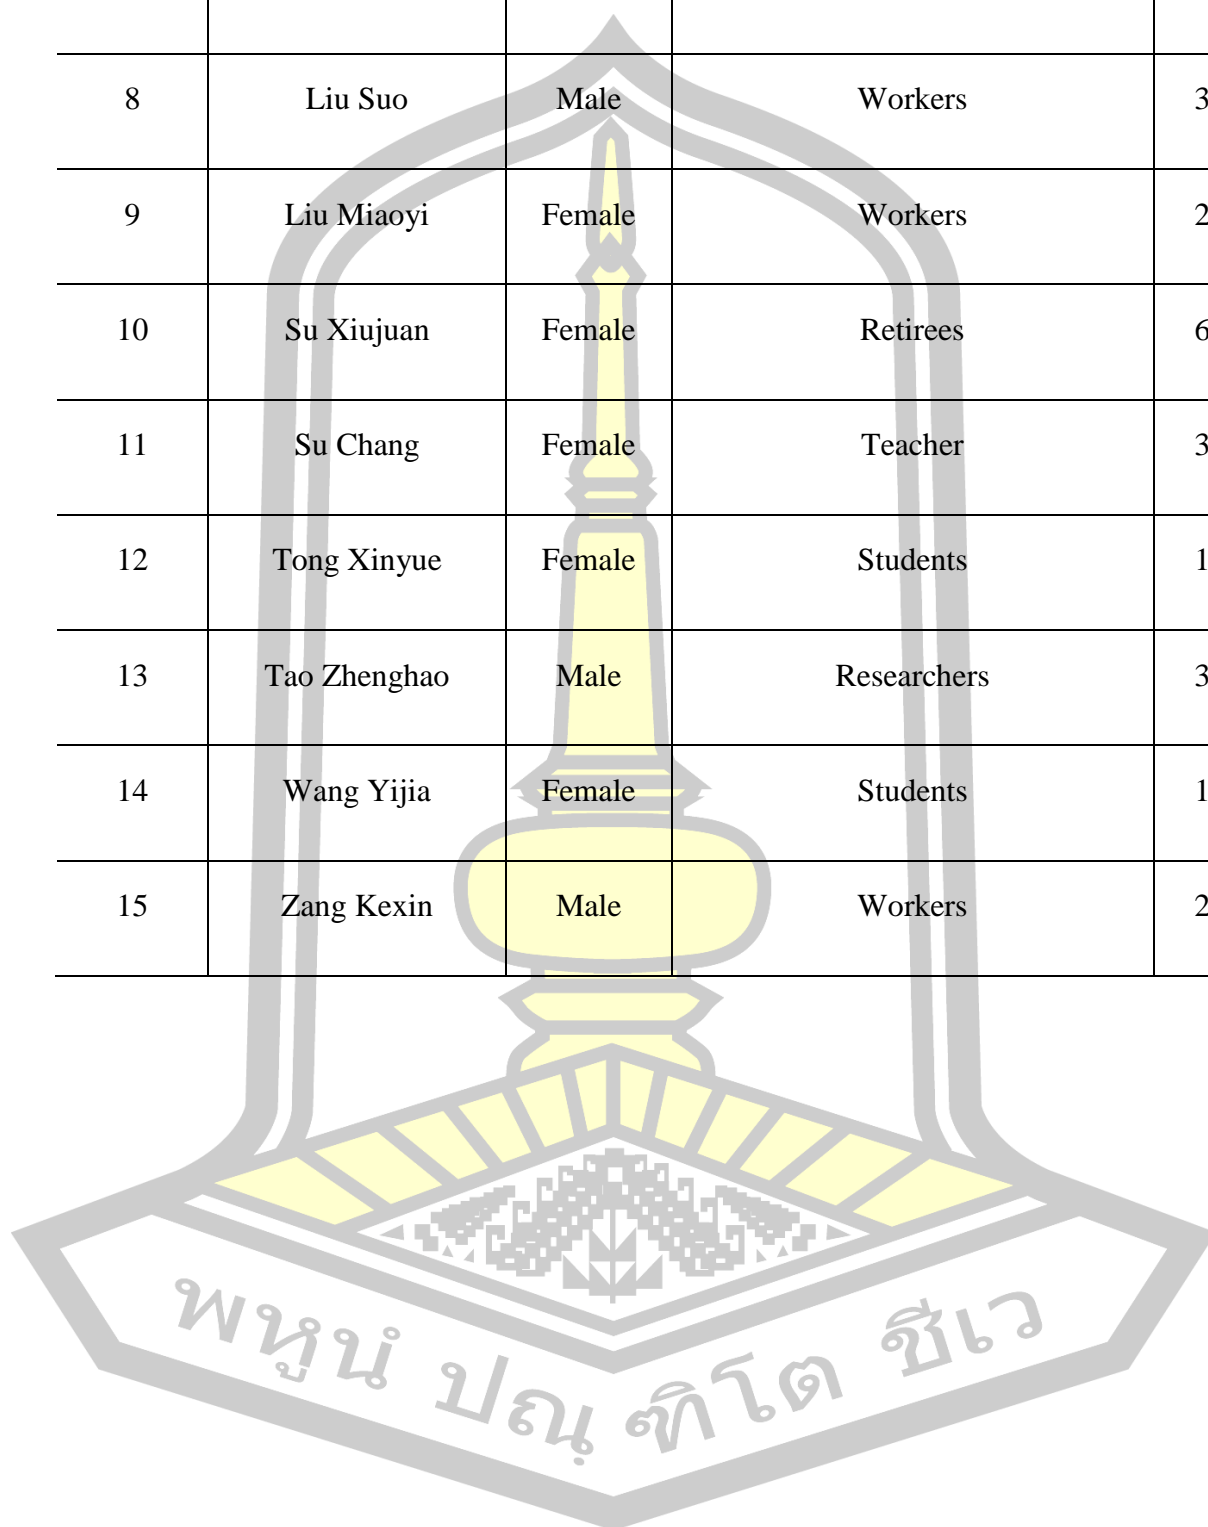 8 Liu Suo Male Workers 3
9 Liu Miaoyi Female Workers 2
10 Su Xiujuan Female Retirees 6
11 Su Chang Female Teacher 3
12 Tong Xinyue Female Students 1
13 Tao Zhenghao Male Researchers 3
14 Wang Yijia Female Students 1
15 Zang Kexin Male Workers 2
พหูนํ ปณฺฑิโต ชีเว